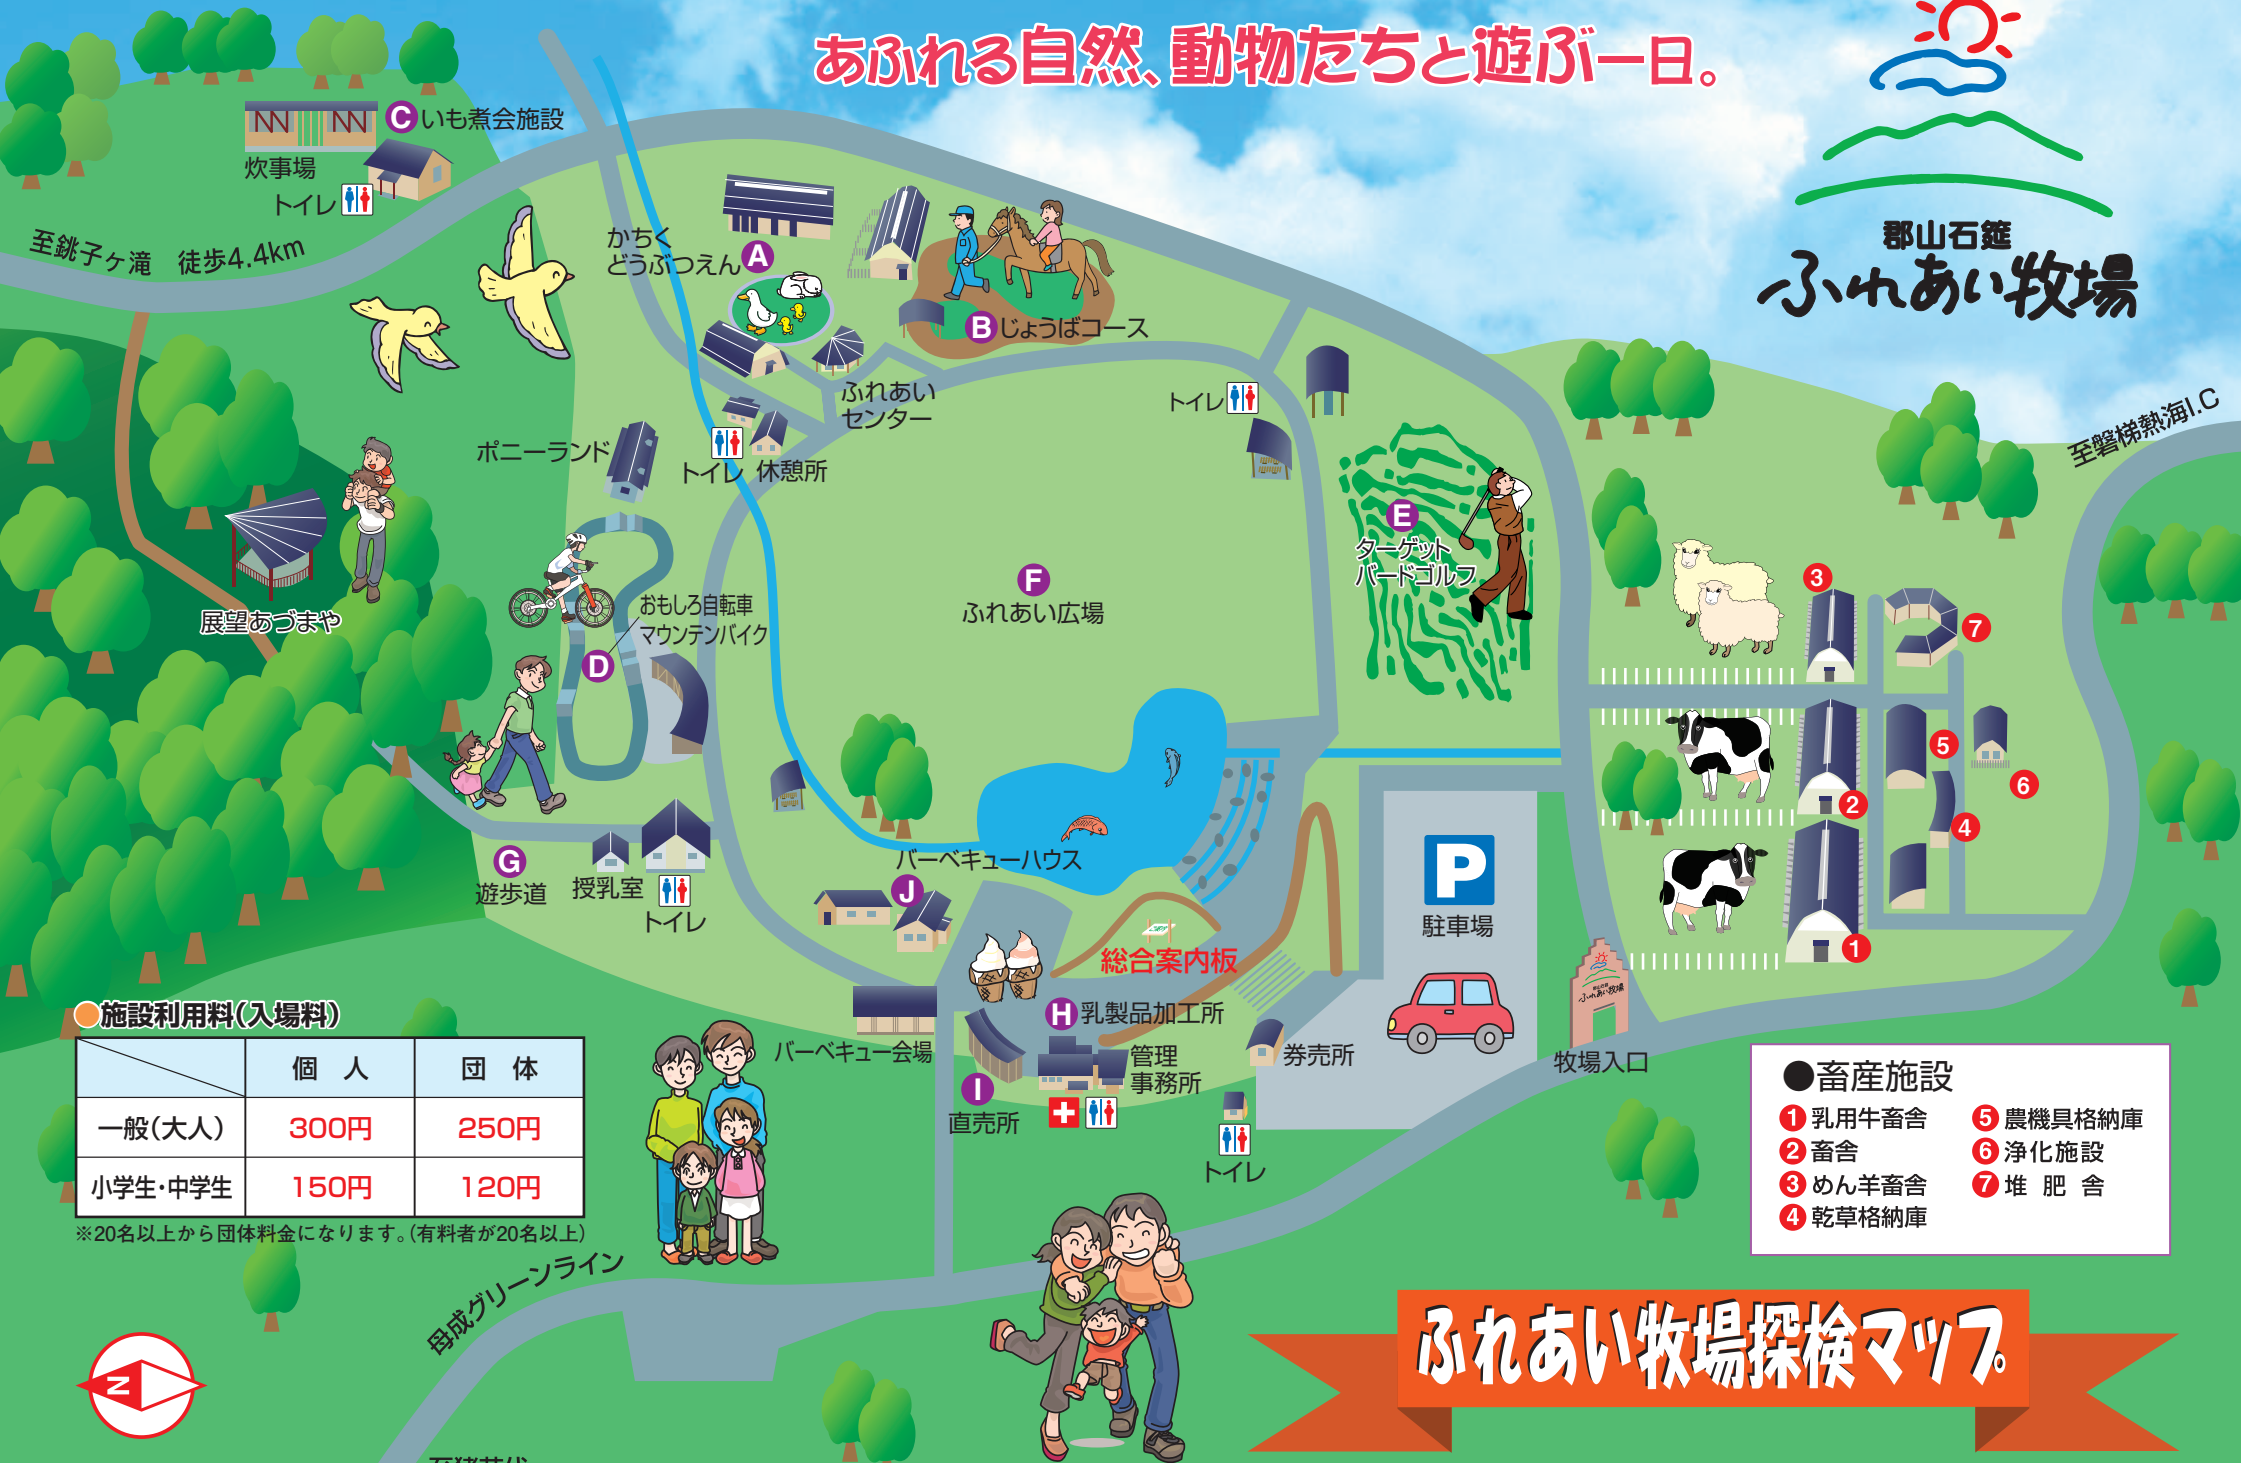 あふれる自然、動物たちと遊ぶ一日。
郡山石筵
ふれあい牧場
C いも煮会施設
炊事場
トイレ
至銚子ヶ滝 徒歩4.4km
かちく
どうぶつえん A
B じょうばコース
ふれあい
センター
トイレ
ポニーランド
トイレ 休憩所
至磐梯熱海I.C
E
ターゲット
バードゴルフ
F
ふれあい広場
展望あづまや
おもしろ自転車
マウンテンバイク
D
3
7
5
6
2
4
1
G
遊歩道
授乳室
トイレ
バーベキューハウス
J
P
駐車場
総合案内板
ふれあい牧場
H 乳製品加工所
バーベキュー会場
管理
事務所
券売所
牧場入口
I
直売所
トイレ
●施設利用料(入場料)
個 人 団 体
一般(大人) 300円 250円
小学生・中学生 150円 120円
※20名以上から団体料金になります。(有料者が20名以上)
●畜産施設
1 乳用牛畜舎
2 畜舎
3 めん羊畜舎
4 乾草格納庫
5 農機具格納庫
6 浄化施設
7 堆 肥 舎
母成グリーンライン
N
ふれあい牧場探検マップ